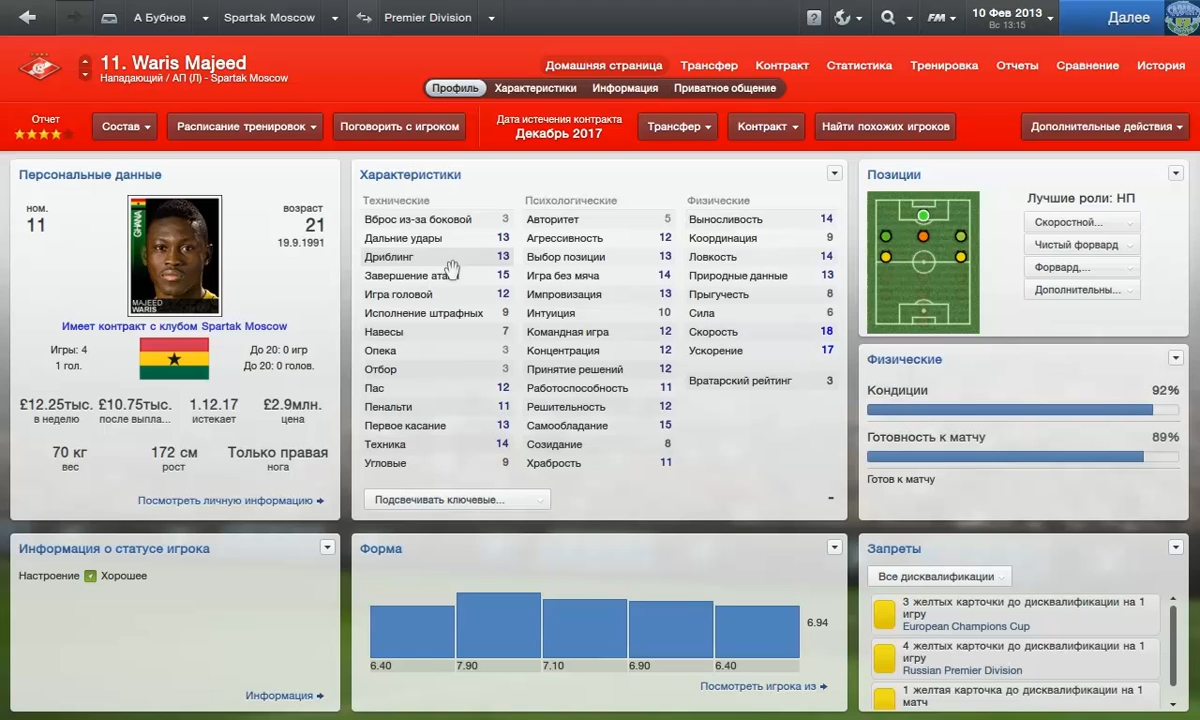 А Бубнов
Spartak Moscow
Premier Division
?
FM
10 Фев 2013
Вс 13:15
Далее
11. Waris Majeed
Нападающий / АП (Л) - Spartak Moscow
Домашняя страница
Трансфер
Контракт
Статистика
Тренировка
Отчеты
Сравнение
История
Профиль
Характеристики
Информация
Приватное общение
Отчет
Состав
Расписание тренировок
Поговорить с игроком
Дата истечения контракта
Декабрь 2017
Трансфер
Контракт
Найти похожих игроков
Дополнительные действия
Персональные данные
ном.
11
GHANA
MAJEED
WARIS
возраст
21
19.9.1991
Имеет контракт с клубом Spartak Moscow
Игры: 4
1 гол.
До 20: 0 игр
До 20: 0 голов.
£12.25тыс.
в неделю
£10.75тыс.
после выпла...
1.12.17
истекает
£2.9млн.
цена
70 кг
вес
172 см
рост
Только правая
нога
Посмотреть личную информацию
Характеристики
Технические
Вброс из-за боковой 3
Дальние удары 13
Дриблинг 13
Завершение ата 15
Игра головой 12
Исполнение штрафных 9
Навесы 7
Опека 3
Отбор 3
Пас 12
Пенальти 11
Первое касание 13
Техника 14
Угловые 9
Психологические
Авторитет 5
Агрессивность 12
Выбор позиции 13
Игра без мяча 14
Импровизация 13
Интуиция 10
Командная игра 12
Концентрация 12
Принятие решений 12
Работоспособность 11
Решительность 12
Самообладание 15
Созидание 8
Храбрость 11
Физические
Выносливость 14
Координация 9
Ловкость 14
Природные данные 13
Прыгучесть 8
Сила 6
Скорость 18
Ускорение 17
Вратарский рейтинг 3
Подсвечивать ключевые...
-
Позиции
Лучшие роли: НП
Скоростной...
Чистый форвард
Форвард,...
Дополнительны...
Физические
Кондиции 92%
Готовность к матчу 89%
Готов к матчу
Информация о статусе игрока
Настроение Хорошее
Информация
Форма
6.94
6.40 7.90 7.10 6.90 6.40
Посмотреть игрока из
Запреты
Все дисквалификации
3 желтых карточки до дисквалификации на 1
игру
European Champions Cup
4 желтых карточки до дисквалификации на 1
игру
Russian Premier Division
1 желтая карточка до дисквалификации на 1
матч